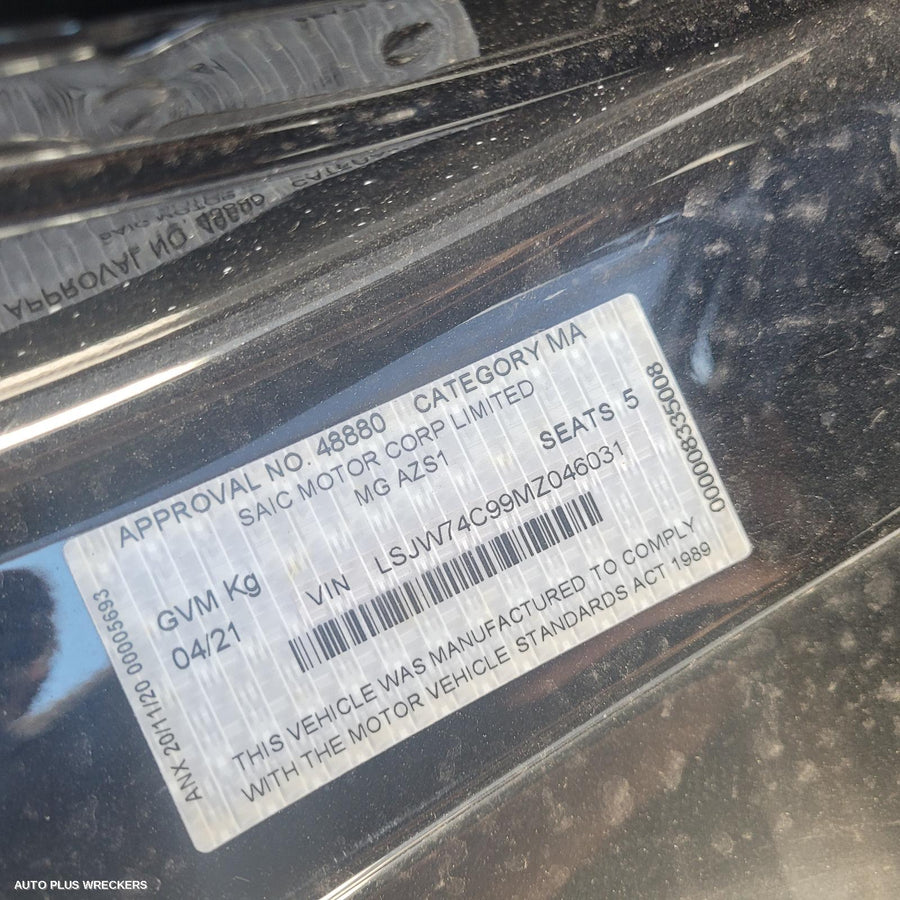 APPROVAL NO. 48880 CATEGORY MA
SAIC MOTOR CORP LIMITED
MG AZS1
SEATS 5
GVM Kg
04/21
VIN LSJW74C99MZ046031
THIS VEHICLE WAS MANUFACTURED TO COMPLY
WITH THE MOTOR VEHICLE STANDARDS ACT 1989
ANX 20/11/20 00005693
0000008335008
APPROVAL NO 48880
AUTO PLUS WRECKERS